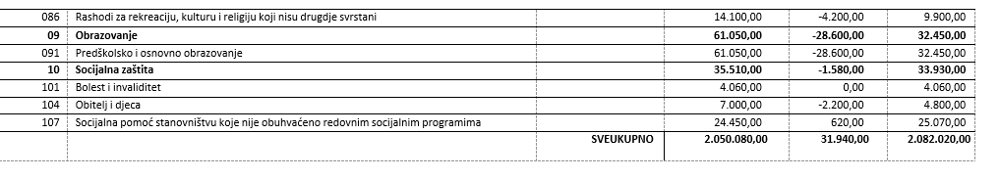 086 Rashodi za rekreaciju, kulturu i religiju koji nisu drugdje svrstani 14.100,00 -4.200,00 9.900,00
09 Obrazovanje 61.050,00 -28.600,00 32.450,00
091 Predškolsko i osnovno obrazovanje 61.050,00 -28.600,00 32.450,00
10 Socijalna zaštita 35.510,00 -1.580,00 33.930,00
101 Bolest i invaliditet 4.060,00 0,00 4.060,00
104 Obitelj i djeca 7.000,00 -2.200,00 4.800,00
107 Socijalna pomoć stanovništvu koje nije obuhvaćeno redovnim socijalnim programima 24.450,00 620,00 25.070,00
SVEUKUPNO 2.050.080,00 31.940,00 2.082.020,00